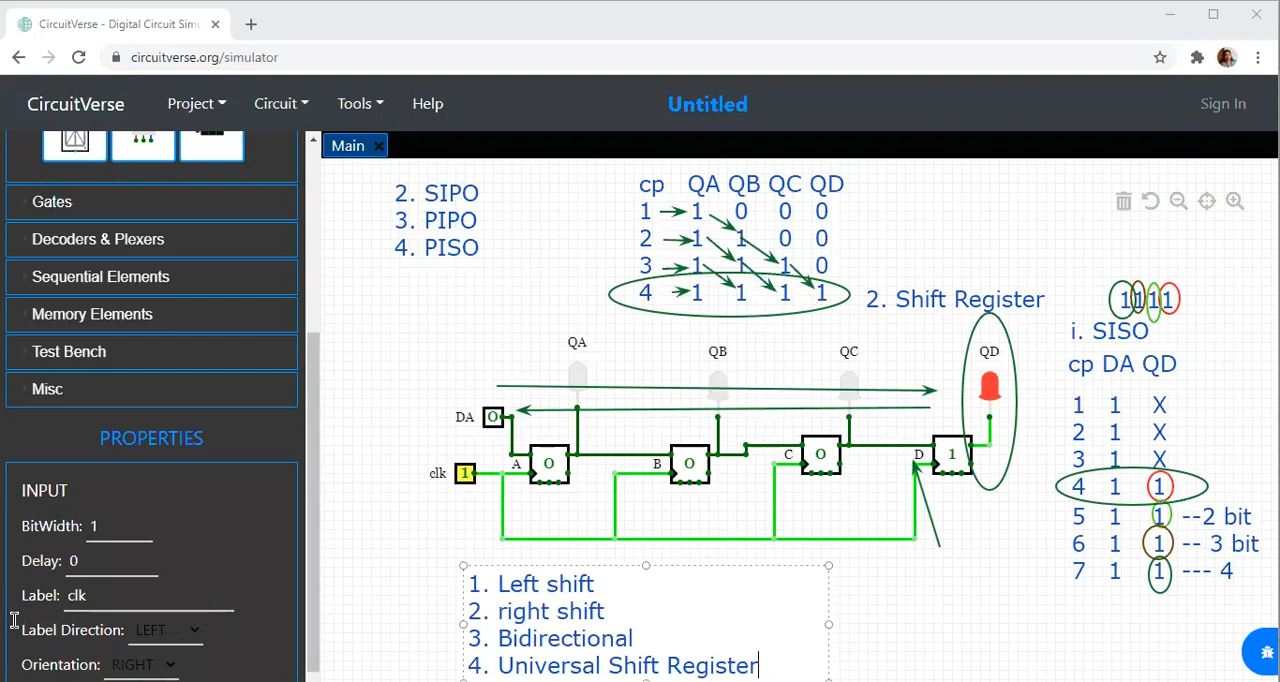 CircuitVerse - Digital Circuit Simu
circuitverse.org/simulator
CircuitVerse
Project
Circuit
Tools
Help
Untitled
Sign In
Main
Gates
Decoders & Plexers
Sequential Elements
Memory Elements
Test Bench
Misc
PROPERTIES
INPUT
BitWidth: 1
Delay: 0
Label: clk
Label Direction: LEFT
Orientation: RIGHT
2. SIPO
3. PIPO
4. PISO
cp QA QB QC QD
1 1 0 0 0
2 1 1 0 0
3 1 1 1 0
4 1 1 1 1
2. Shift Register
1111
i. SISO
cp DA QD
1 1 X
2 1 X
3 1 X
4 1 1
5 1 1 --2 bit
6 1 1 -- 3 bit
7 1 1 --- 4
QA QB QC QD
DA 0
clk 1
A 0 B 0 C 0 D 1
1. Left shift
2. right shift
3. Bidirectional
4. Universal Shift Register